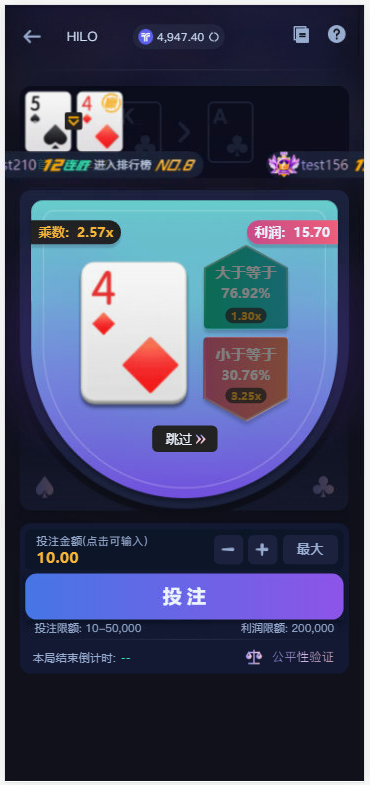 HILO
4,947.40
5
4
K
A
st210 12连胜 进入排行榜 NO.8
test156 1
乘数: 2.57x
利润: 15.70
4
大于等于
76.92%
1.30x
小于等于
30.76%
3.25x
跳过 »
投注金额(点击可输入)
10.00
最大
投注
投注限额: 10~50,000
利润限额: 200,000
本局结束倒计时: --
公平性验证